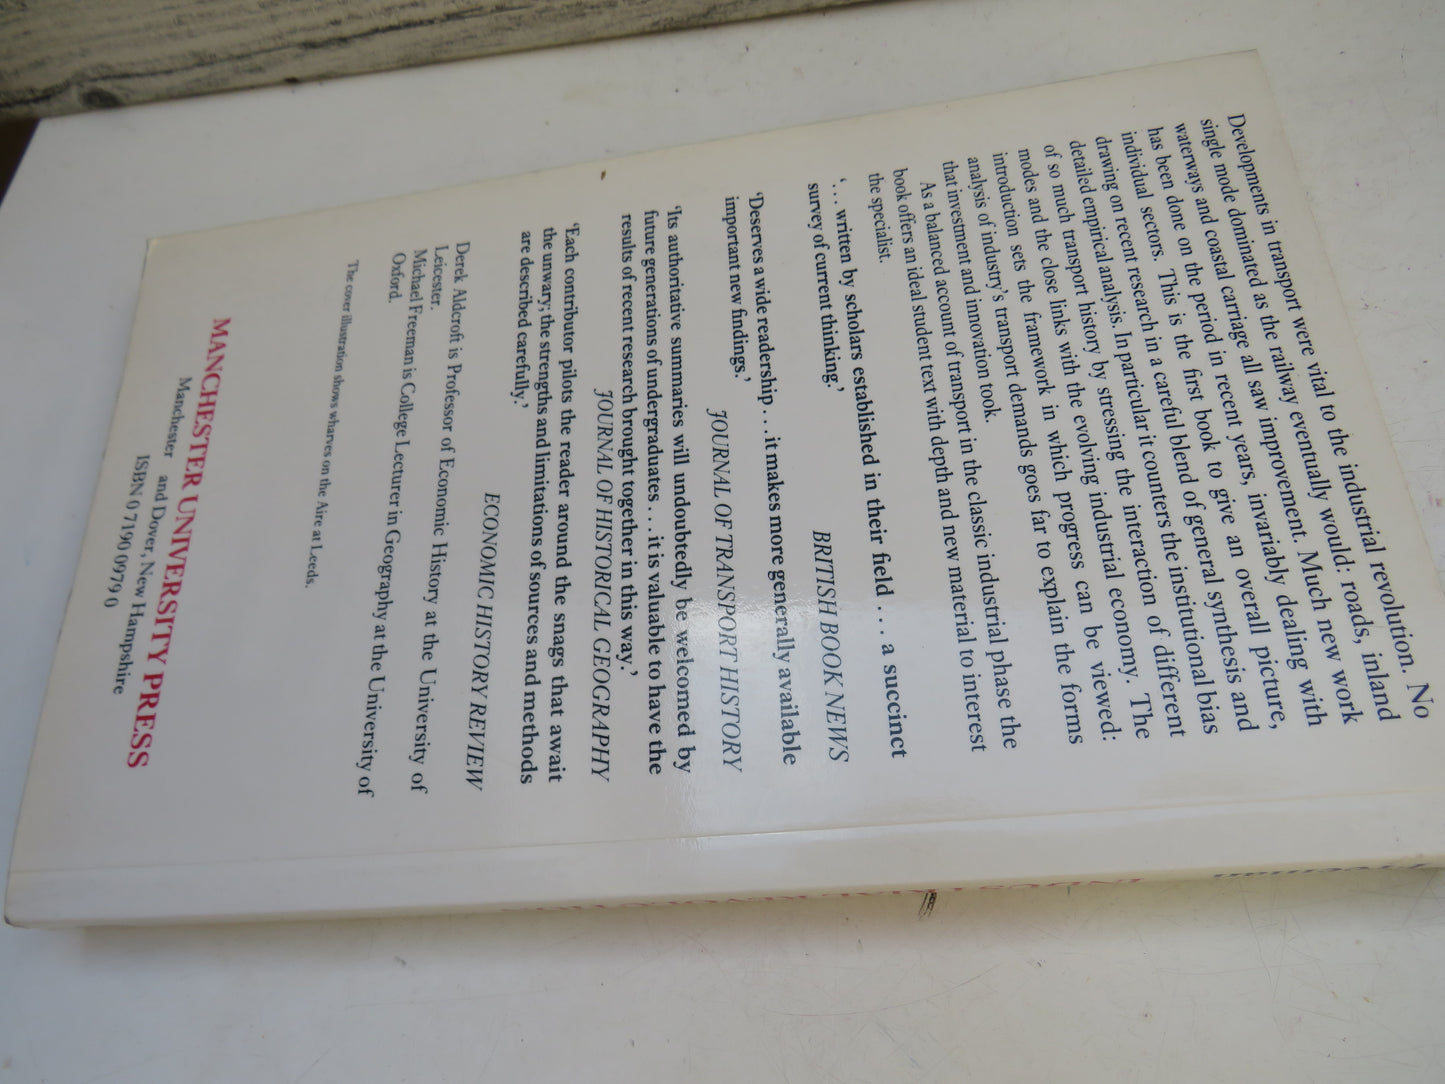 Developments in transport were vital to the industrial revolution. No
single mode dominated as the railway eventually would: roads, inland
waterways and coastal carriage all saw improvement. Much new work
has been done on the period in recent years, invariably dealing with
individual sectors. This is the first book to give an overall picture,
drawing on recent research in a careful blend of general synthesis and
detailed empirical analysis. In particular it counters the institutional bias
of so much transport history by stressing the interaction of different
modes and the close links with the evolving industrial economy. The
introduction sets the framework in which progress can be viewed:
analysis of industry's transport demands goes far to explain the forms
that investment and innovation took.
As a balanced account of transport in the classic industrial phase the
book offers an ideal student text with depth and new material to interest
the specialist.
'. . . written by scholars established in their field . . . a succinct
survey of current thinking.'
BRITISH BOOK NEWS
'Deserves a wide readership . . . it makes more generally available
important new findings.'
JOURNAL OF TRANSPORT HISTORY
'Its authoritative summaries will undoubtedly be welcomed by
future generations of undergraduates . . . it is valuable to have the
results of recent research brought together in this way.'
JOURNAL OF HISTORICAL GEOGRAPHY
'Each contributor pilots the reader around the snags that await
the unwary; the strengths and limitations of sources and methods
are described carefully.'
ECONOMIC HISTORY REVIEW
Derek Aldcroft is Professor of Economic History at the University of
Leicester.
Michael Freeman is College Lecturer in Geography at the University of
Oxford.
The cover illustration shows wharves on the Aire at Leeds.
MANCHESTER UNIVERSITY PRESS
Manchester and Dover, New Hampshire
ISBN 0 7190 0979 0